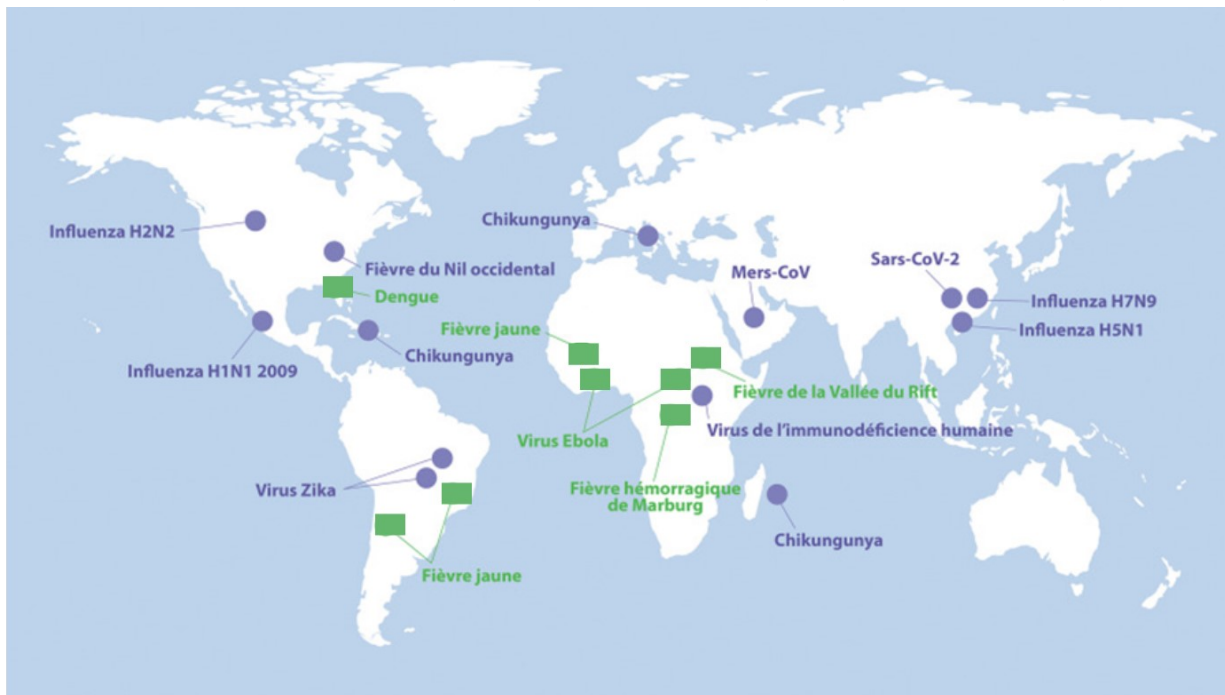 Influenza H2N2
Fièvre du Nil occidental
Dengue
Influenza H1N1 2009
Chikungunya
Virus Zika
Fièvre jaune
Chikungunya
Fièvre jaune
Virus Ebola
Fièvre hémorragique
de Marburg
Mers-CoV
Fièvre de la Vallée du Rift
Virus de l'immunodéficience humaine
Chikungunya
Sars-CoV-2
Influenza H7N9
Influenza H5N1